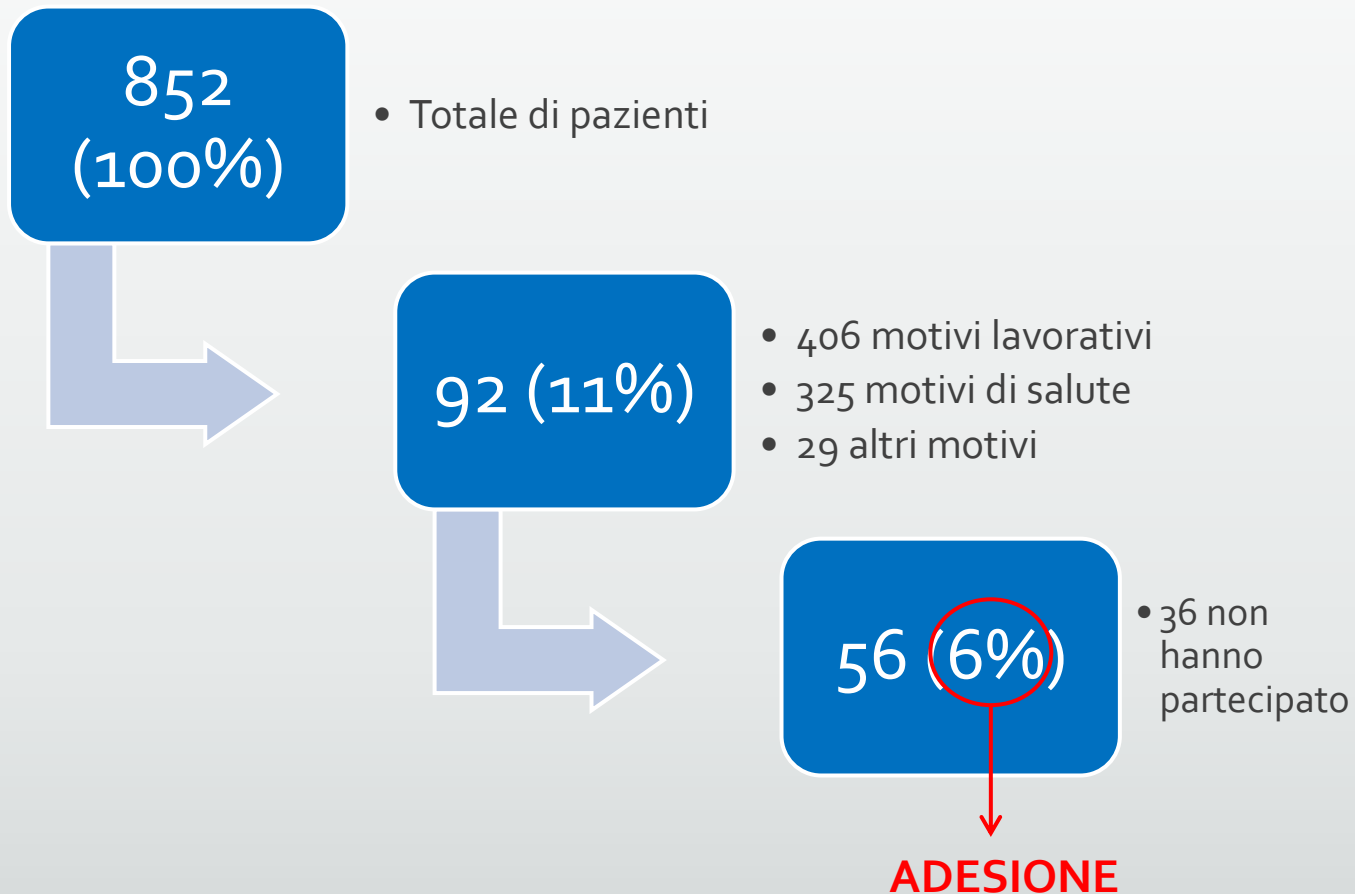 852
(100%)
• Totale di pazienti
92 (11%)
• 406 motivi lavorativi
• 325 motivi di salute
• 29 altri motivi
56 (6%)
• 36 non
hanno
partecipato
ADESIONE